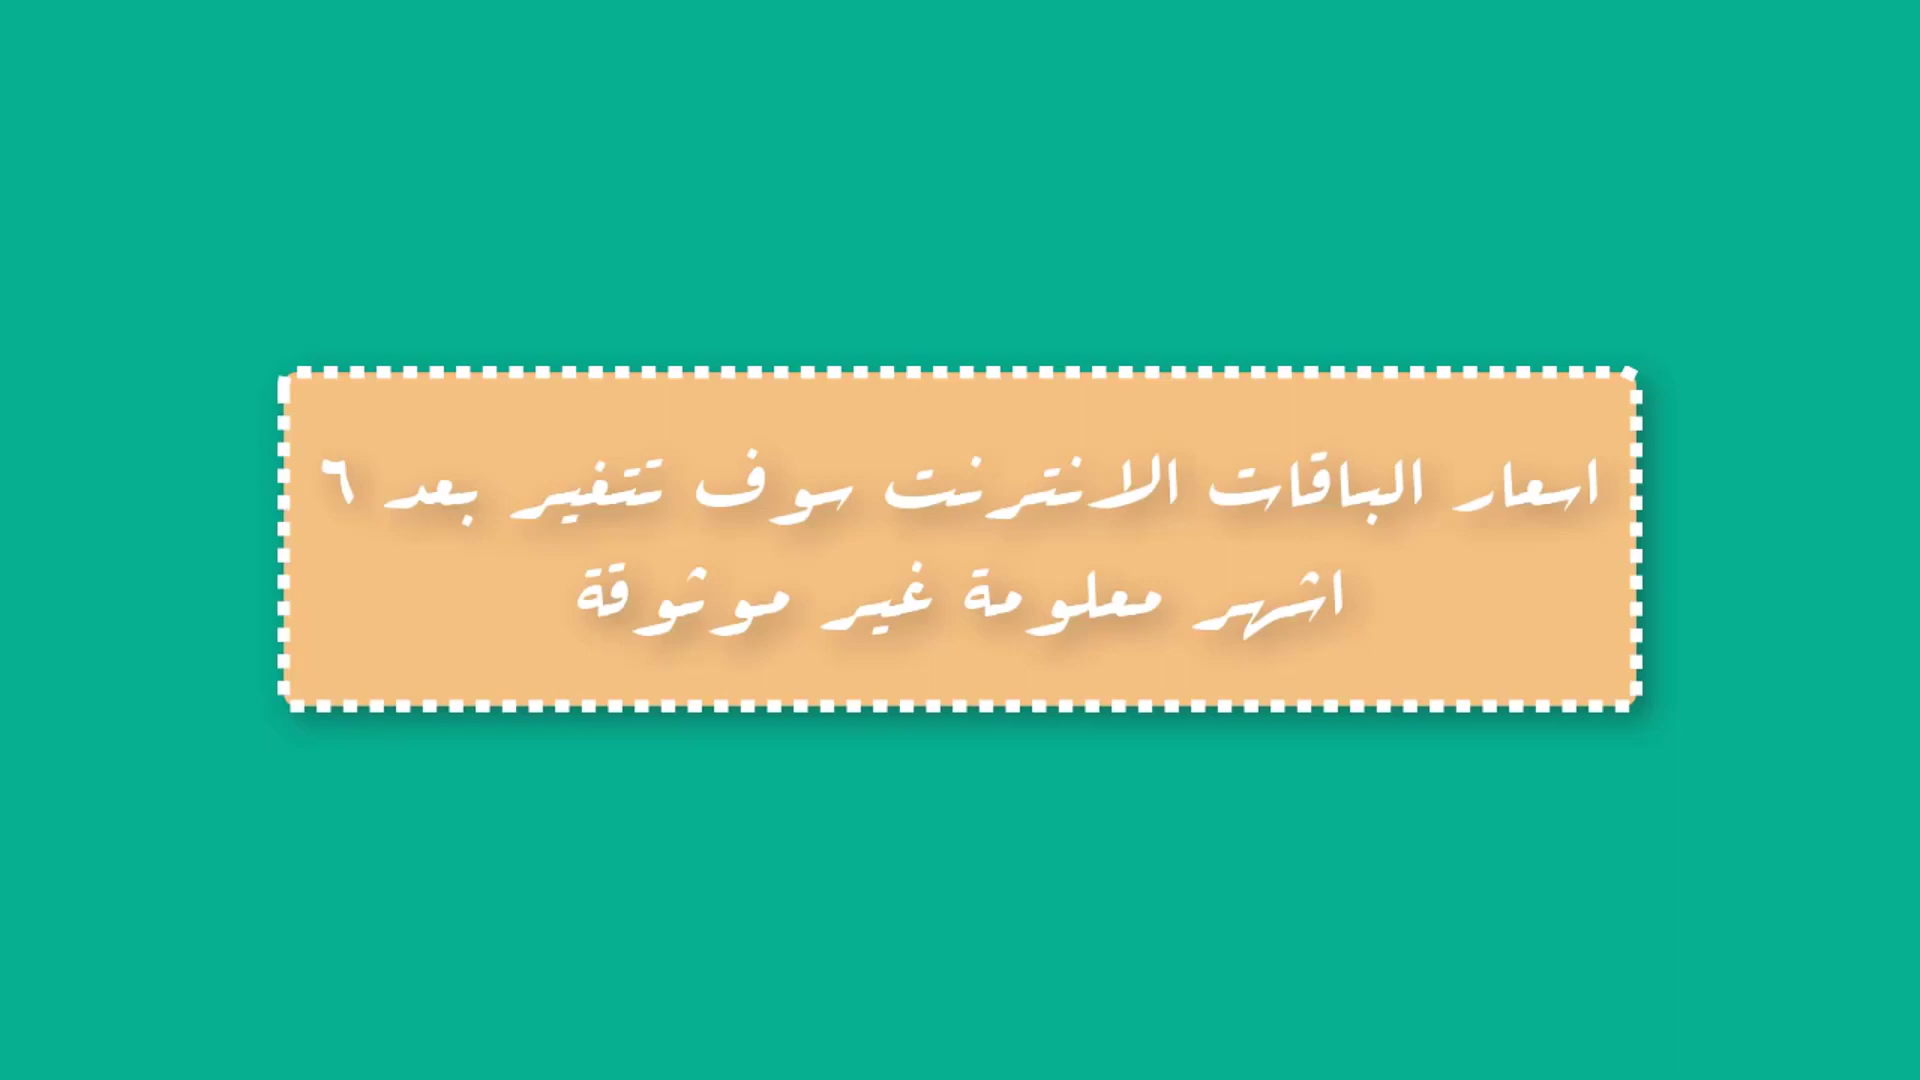 اسعار الباقات الانترنت سوف تتغير بعد ٦
اشهر معلومة غير موثوقة